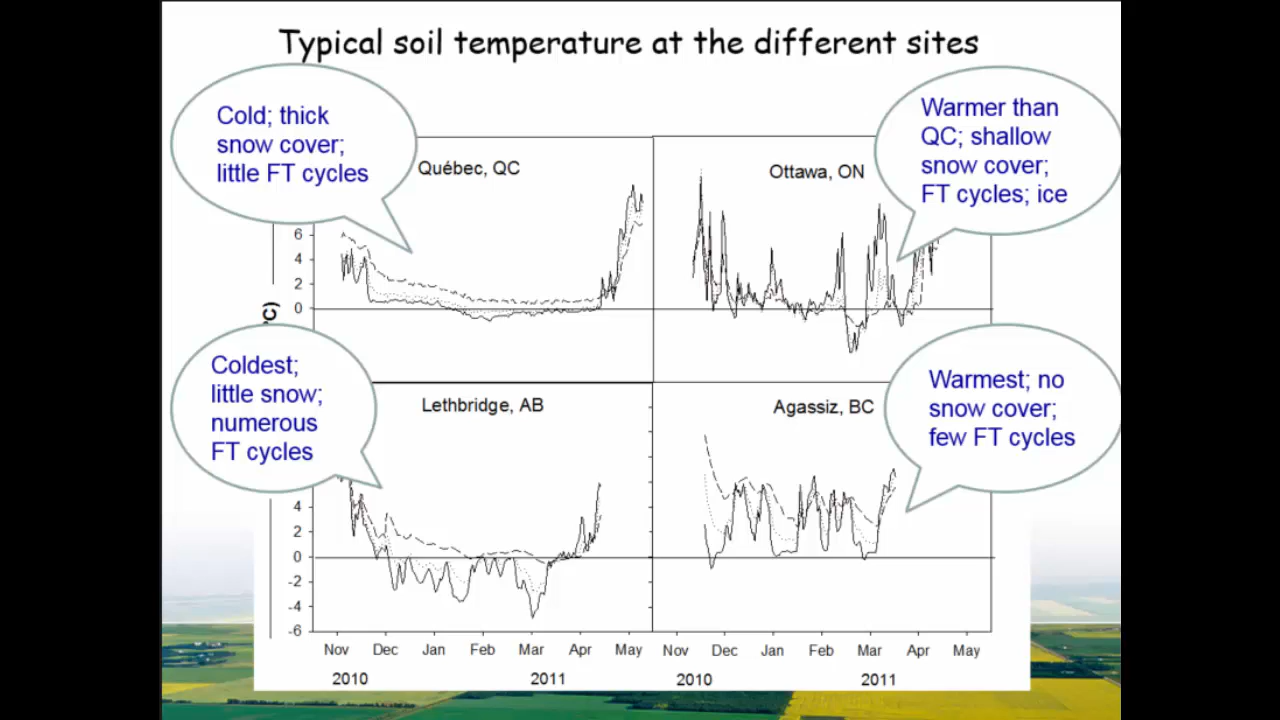 Typical soil temperature at the different sites
Cold; thick
snow cover;
little FT cycles
Québec, QC
Ottawa, ON
Warmer than
QC; shallow
snow cover;
FT cycles; ice
6
4
2
0
Coldest;
little snow;
numerous
FT cycles
Lethbridge, AB
Agassiz, BC
Warmest; no
snow cover;
few FT cycles
4
2
0
-2
-4
-6
Nov Dec Jan Feb Mar Apr May Nov Dec Jan Feb Mar Apr May
2010 2011 2010 2011